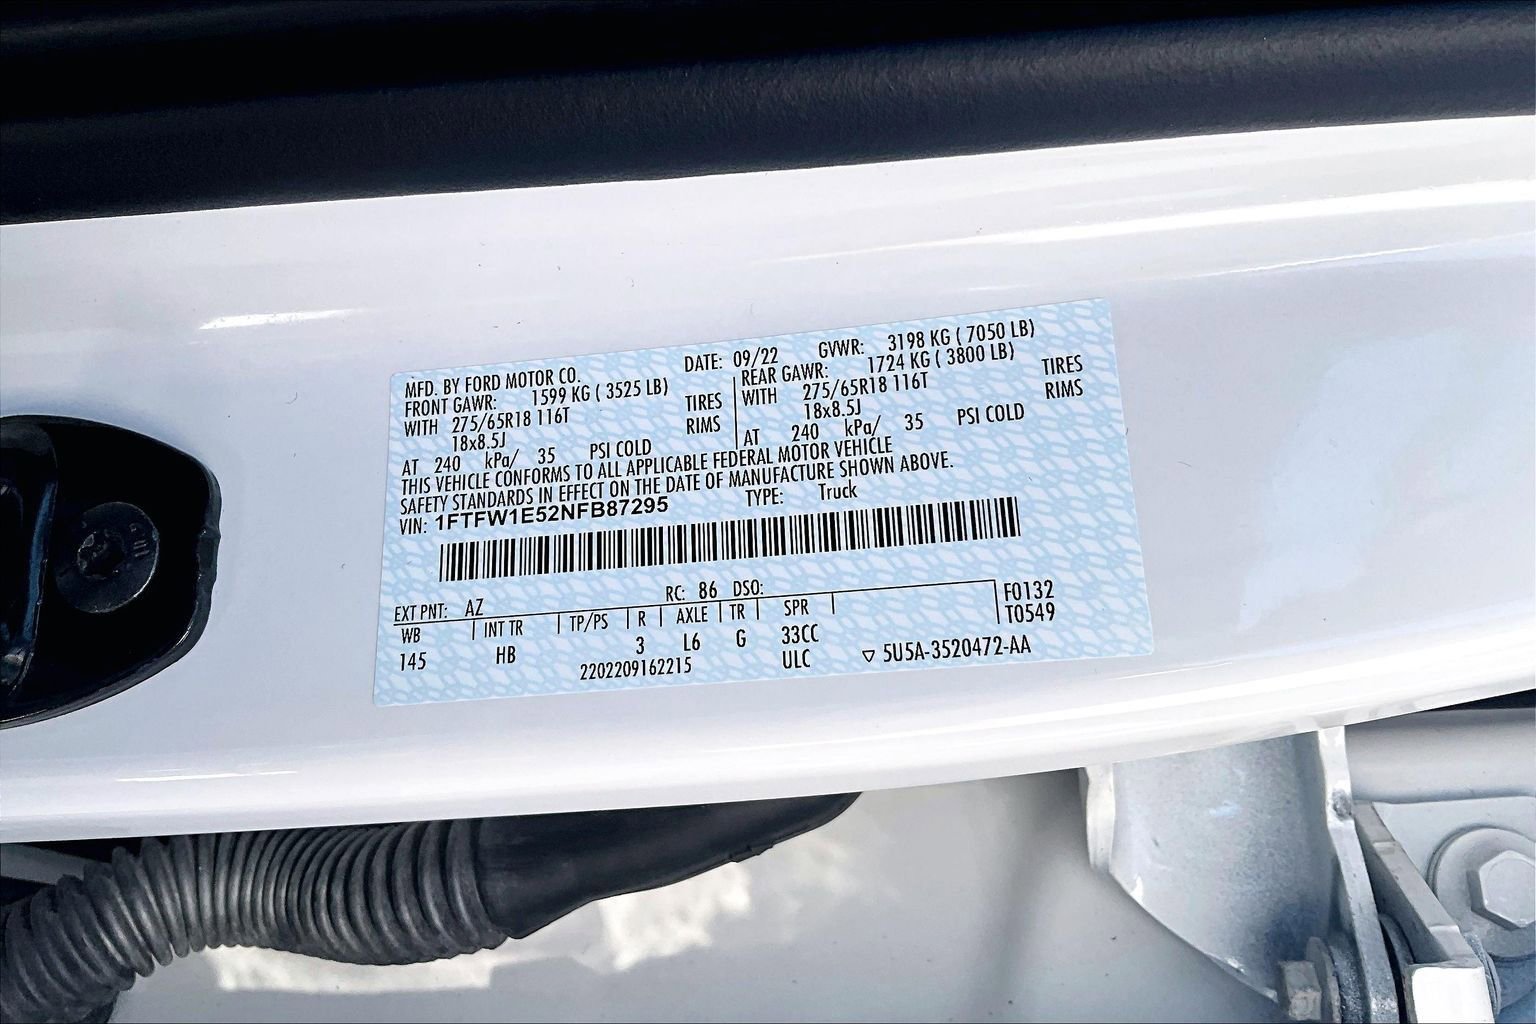 MFD. BY FORD MOTOR CO. DATE: 09/22 GVWR: 3198 KG ( 7050 LB)
FRONT GAWR: 1599 KG ( 3525 LB) REAR GAWR: 1724 KG ( 3800 LB)
WITH 275/65R18 116T TIRES WITH 275/65R18 116T TIRES
18x8.5J RIMS 18x8.5J RIMS
AT 240 kPa/ 35 PSI COLD AT 240 kPa/ 35 PSI COLD
THIS VEHICLE CONFORMS TO ALL APPLICABLE FEDERAL MOTOR VEHICLE
SAFETY STANDARDS IN EFFECT ON THE DATE OF MANUFACTURE SHOWN ABOVE.
VIN: 1FTFW1E52NFB87295 TYPE: Truck
EXT PNT: AZ RC: 86 DSO: F0132
WB INT TR TP/PS R AXLE TR SPR T0549
145 HB 3 L6 G 33CC
2202209162215 ULC ▽ 5U5A-3520472-AA